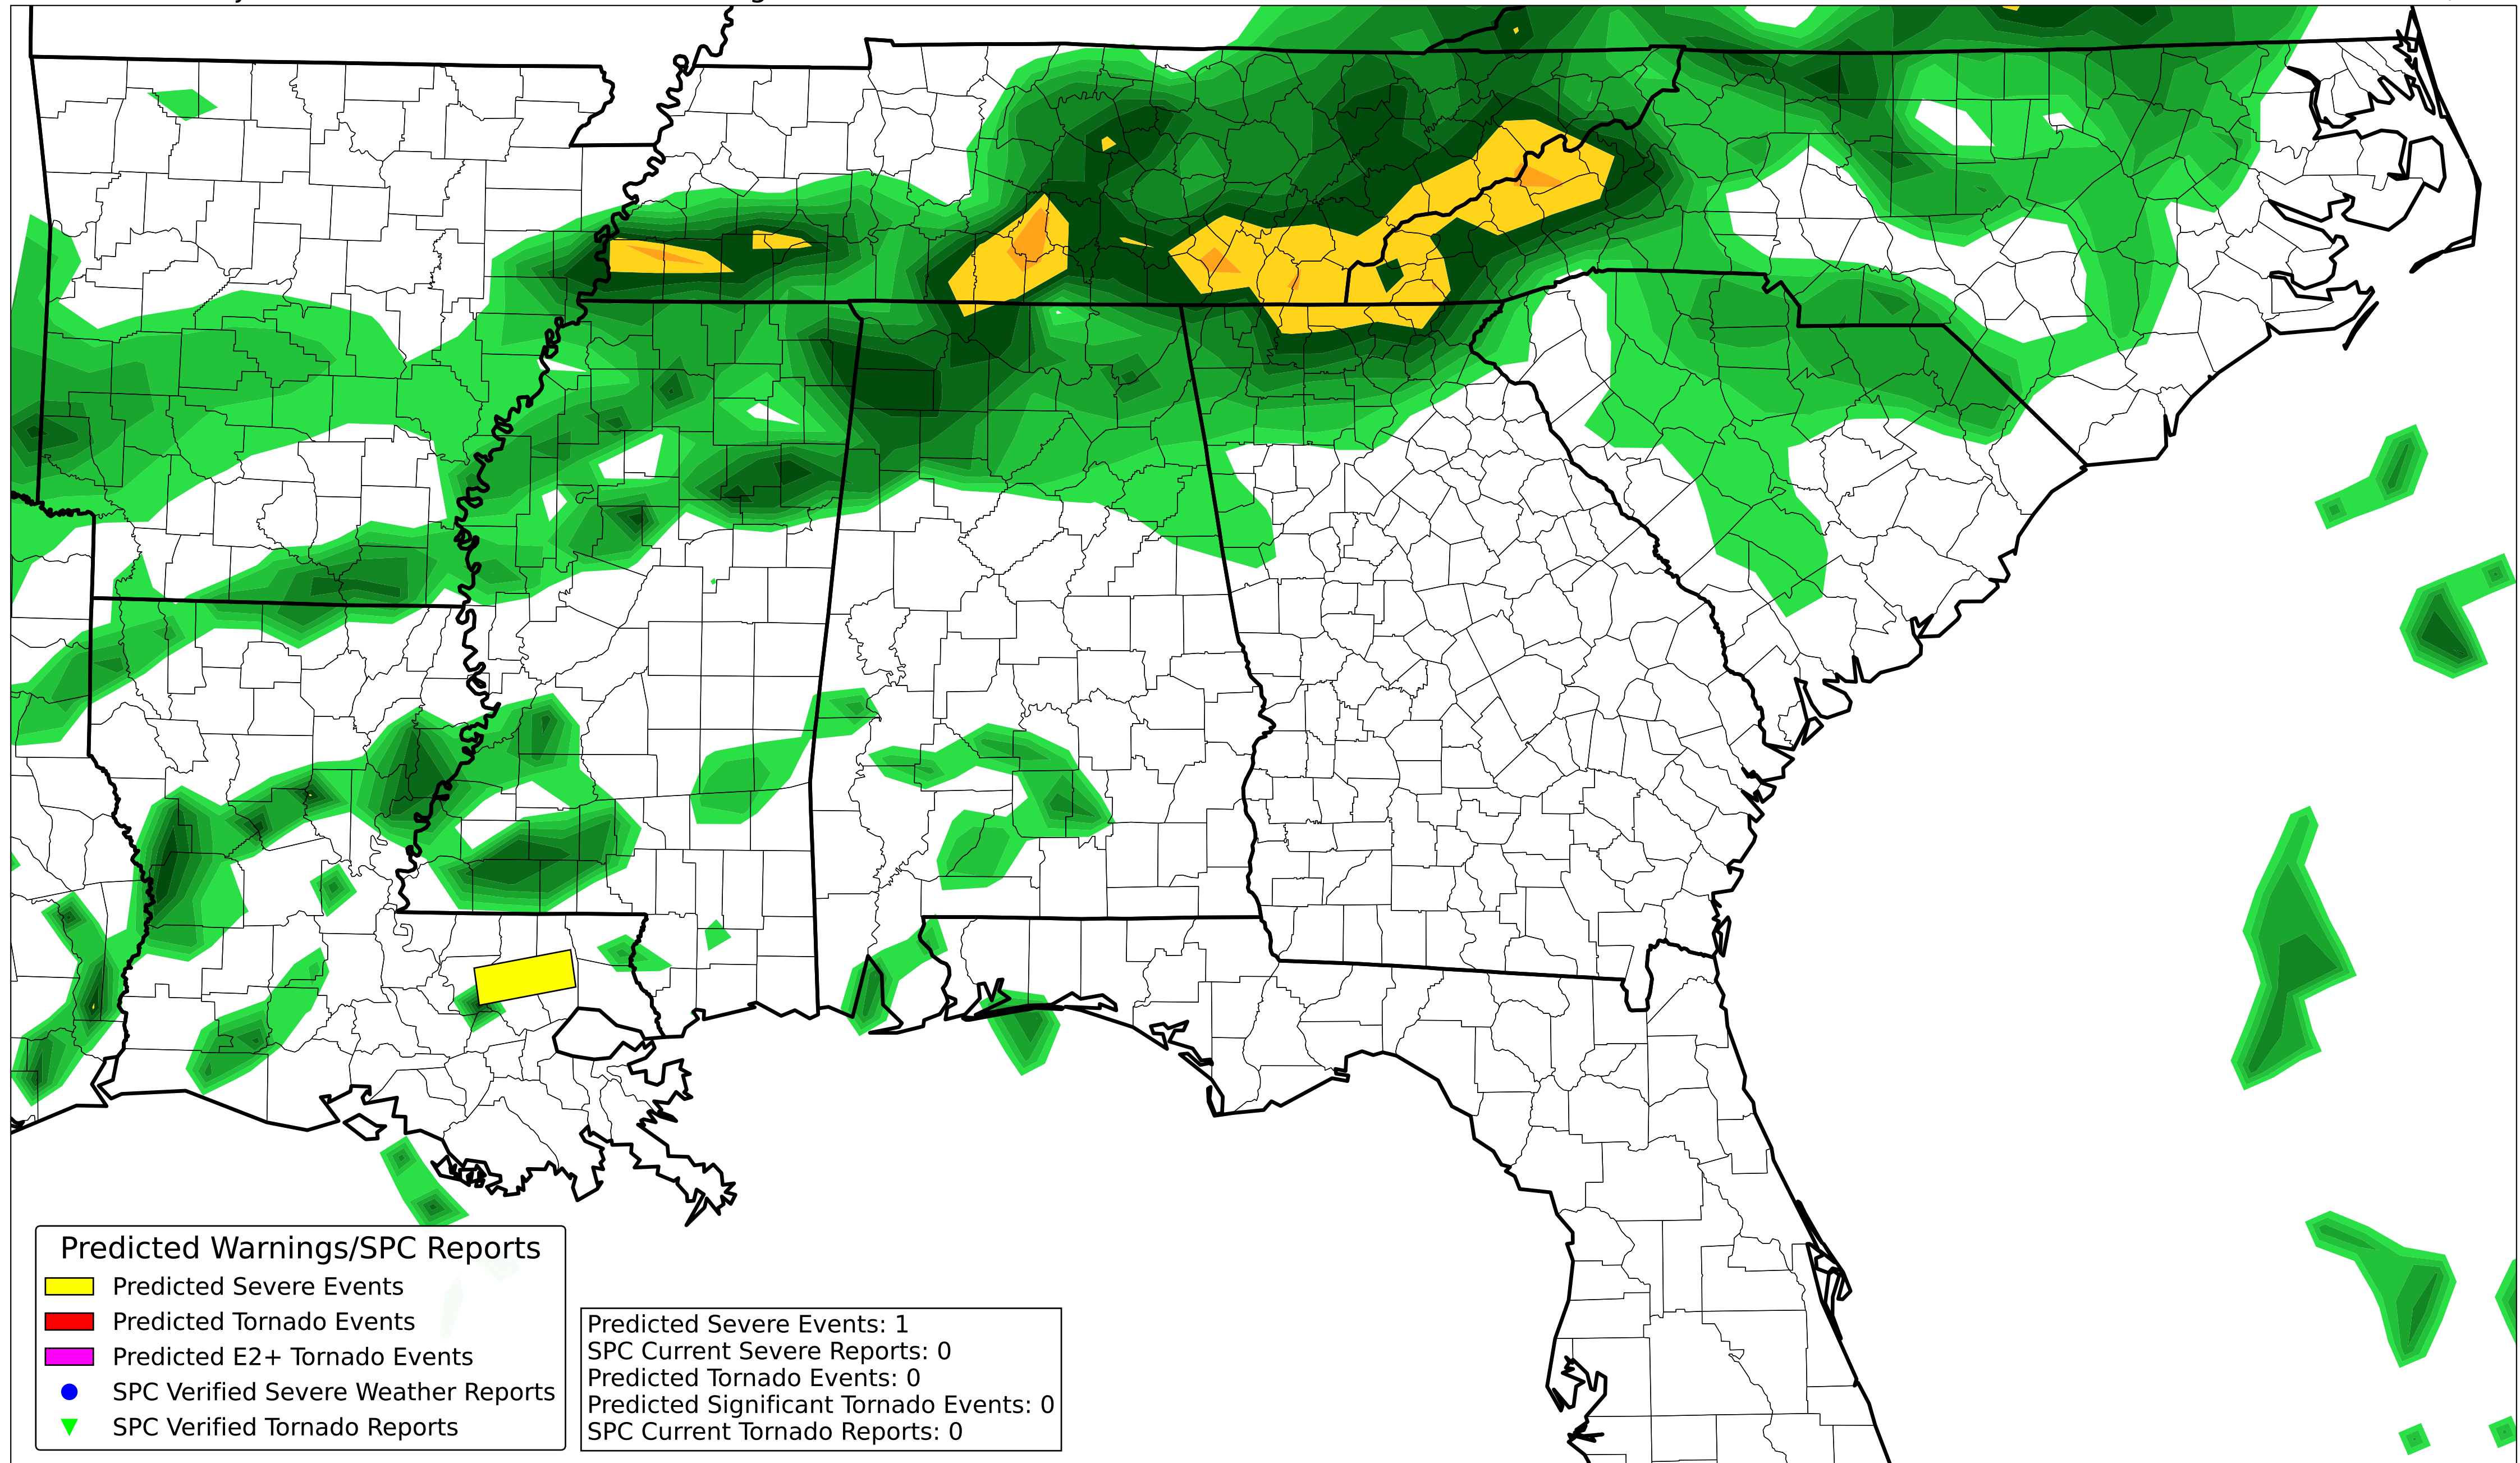 Predicted Warnings/SPC Reports
Predicted Severe Events
Predicted Tornado Events
Predicted E2+ Tornado Events
SPC Verified Severe Weather Reports
SPC Verified Tornado Reports
Predicted Severe Events: 1
SPC Current Severe Reports: 0
Predicted Tornado Events: 0
Predicted Significant Tornado Events: 0
SPC Current Tornado Reports: 0